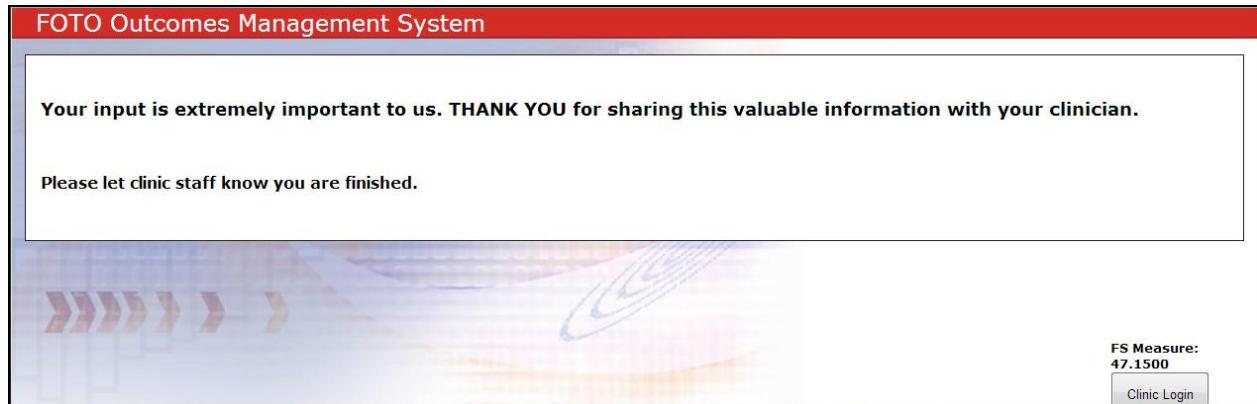 FOTO Outcomes Management System
Your input is extremely important to us. THANK YOU for sharing this valuable information with your clinician.
Please let clinic staff know you are finished.
FS Measure:
47.1500
Clinic Login